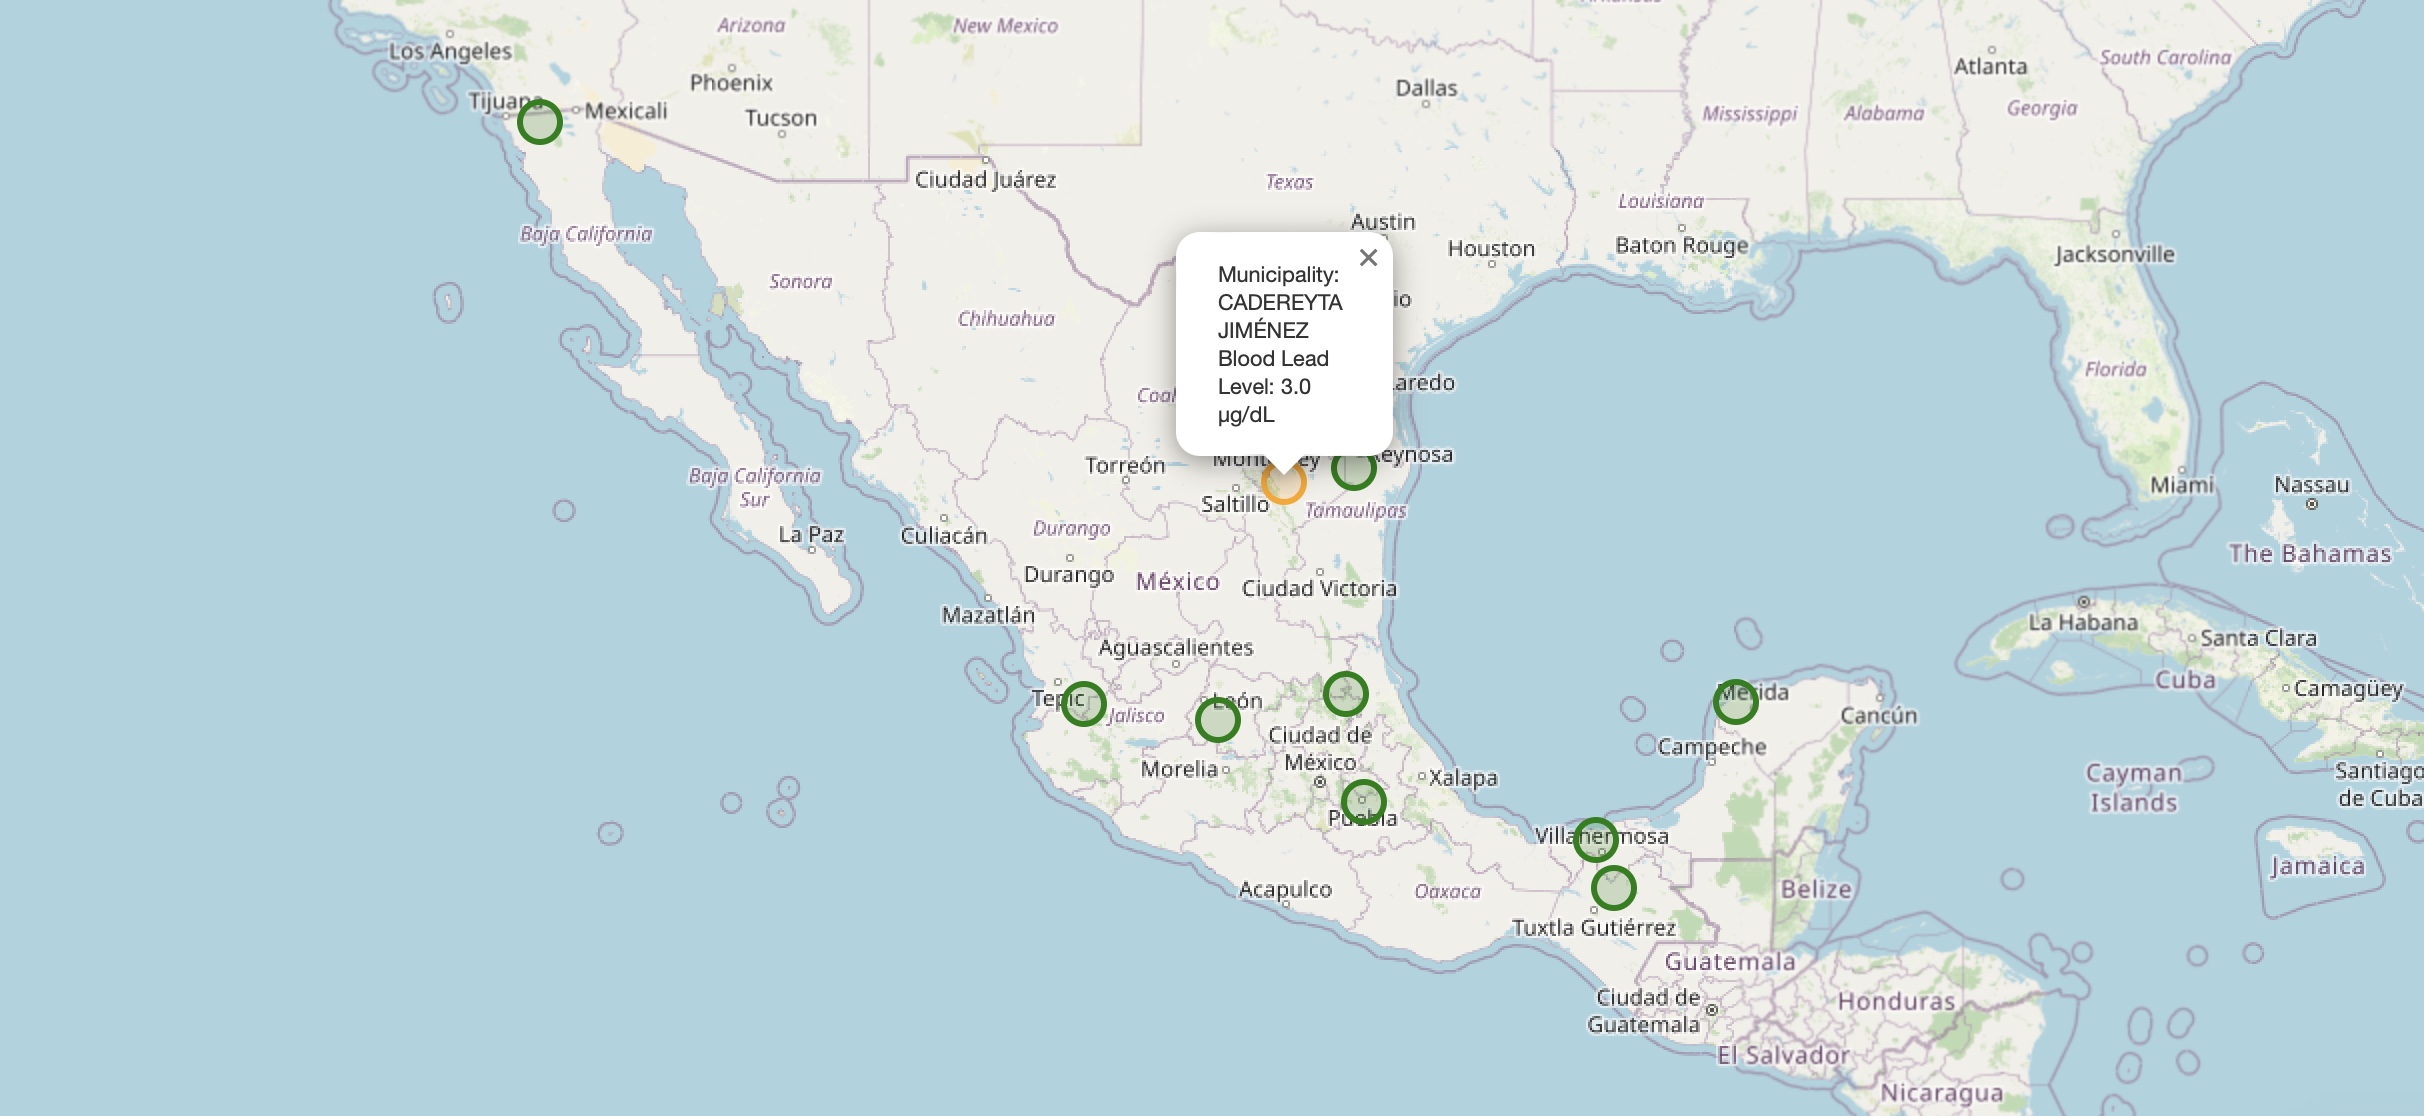 Arizona
New Mexico
South Carolina
Los Angeles
Atlanta
Phoenix
Dallas
Tijuana
Mexicali
Tucson
Mississippi
Alabama
Georgia
Ciudad Juárez
Texas
Louisiana
Austin
Baja California
Houston
Baton Rouge
Jacksonville
Sonora
Municipality:
CADEREYTA
JIMÉNEZ
Blood Lead
Level: 3.0
µg/dL
Chihuahua
Florida
Torreón
Reynosa
Monterrey
Baja California
Sur
Miami
Nassau
Saltillo
Tamaulipas
Durango
La Paz
Culiacán
The Bahamas
Durango
México
Ciudad Victoria
Mazatlán
La Habana
Santa Clara
Aguascalientes
Cuba
Camagüey
Tepic
León
Jalisco
Mérida
Cancún
Ciudad de
México
Campeche
Morelia
Xalapa
Cayman
Islands
Santiago
de Cuba
Puebla
Villahermosa
Jamaica
Acapulco
Oaxaca
Belize
Tuxtla Gutiérrez
Guatemala
Ciudad de
Guatemala
Honduras
El Salvador
Nicaragua